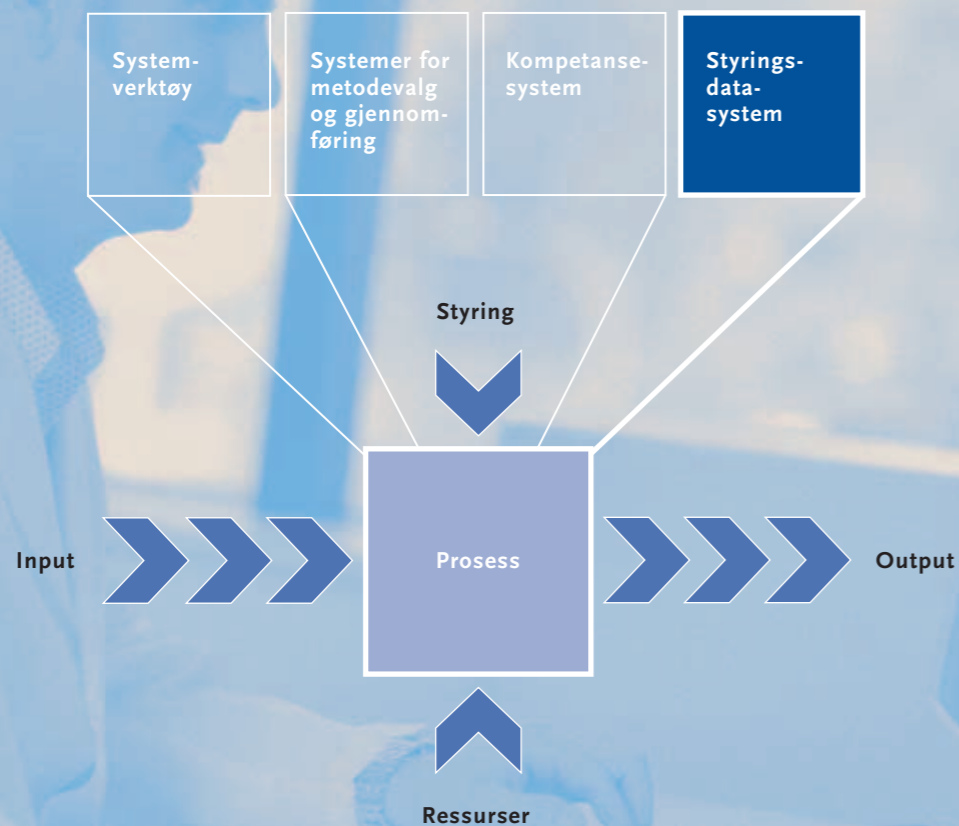 System-
verktøy
Systemer for
metodevalg
og gjennom-
føring
Kompetanse-
system
Styrings-
data-
system
Styring
Input
Prosess
Output
Ressurser